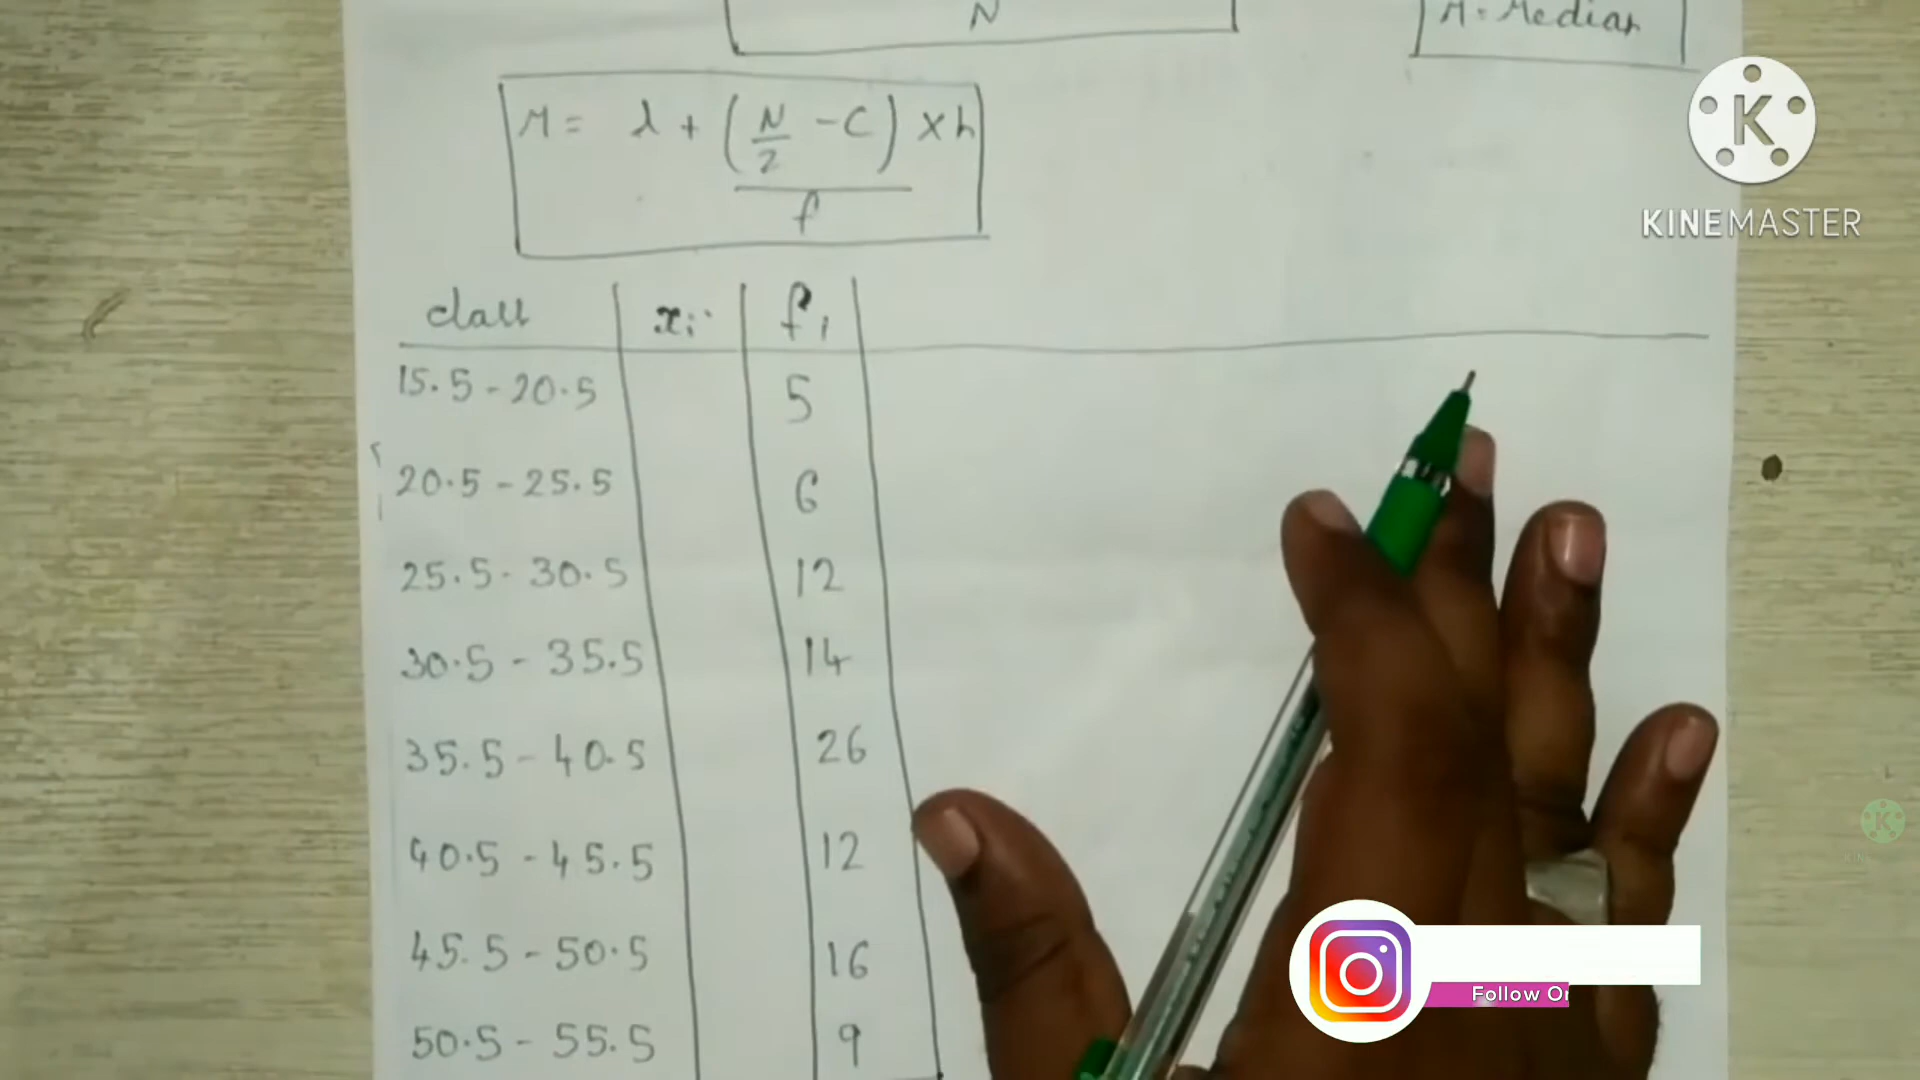 N
M = Median
M = l + (N/2 - C) x h
f
class xi fi
15.5 - 20.5 5
20.5 - 25.5 6
25.5 - 30.5 12
30.5 - 35.5 14
35.5 - 40.5 26
40.5 - 45.5 12
45.5 - 50.5 16
50.5 - 55.5 9
K
KINEMASTER
Follow On